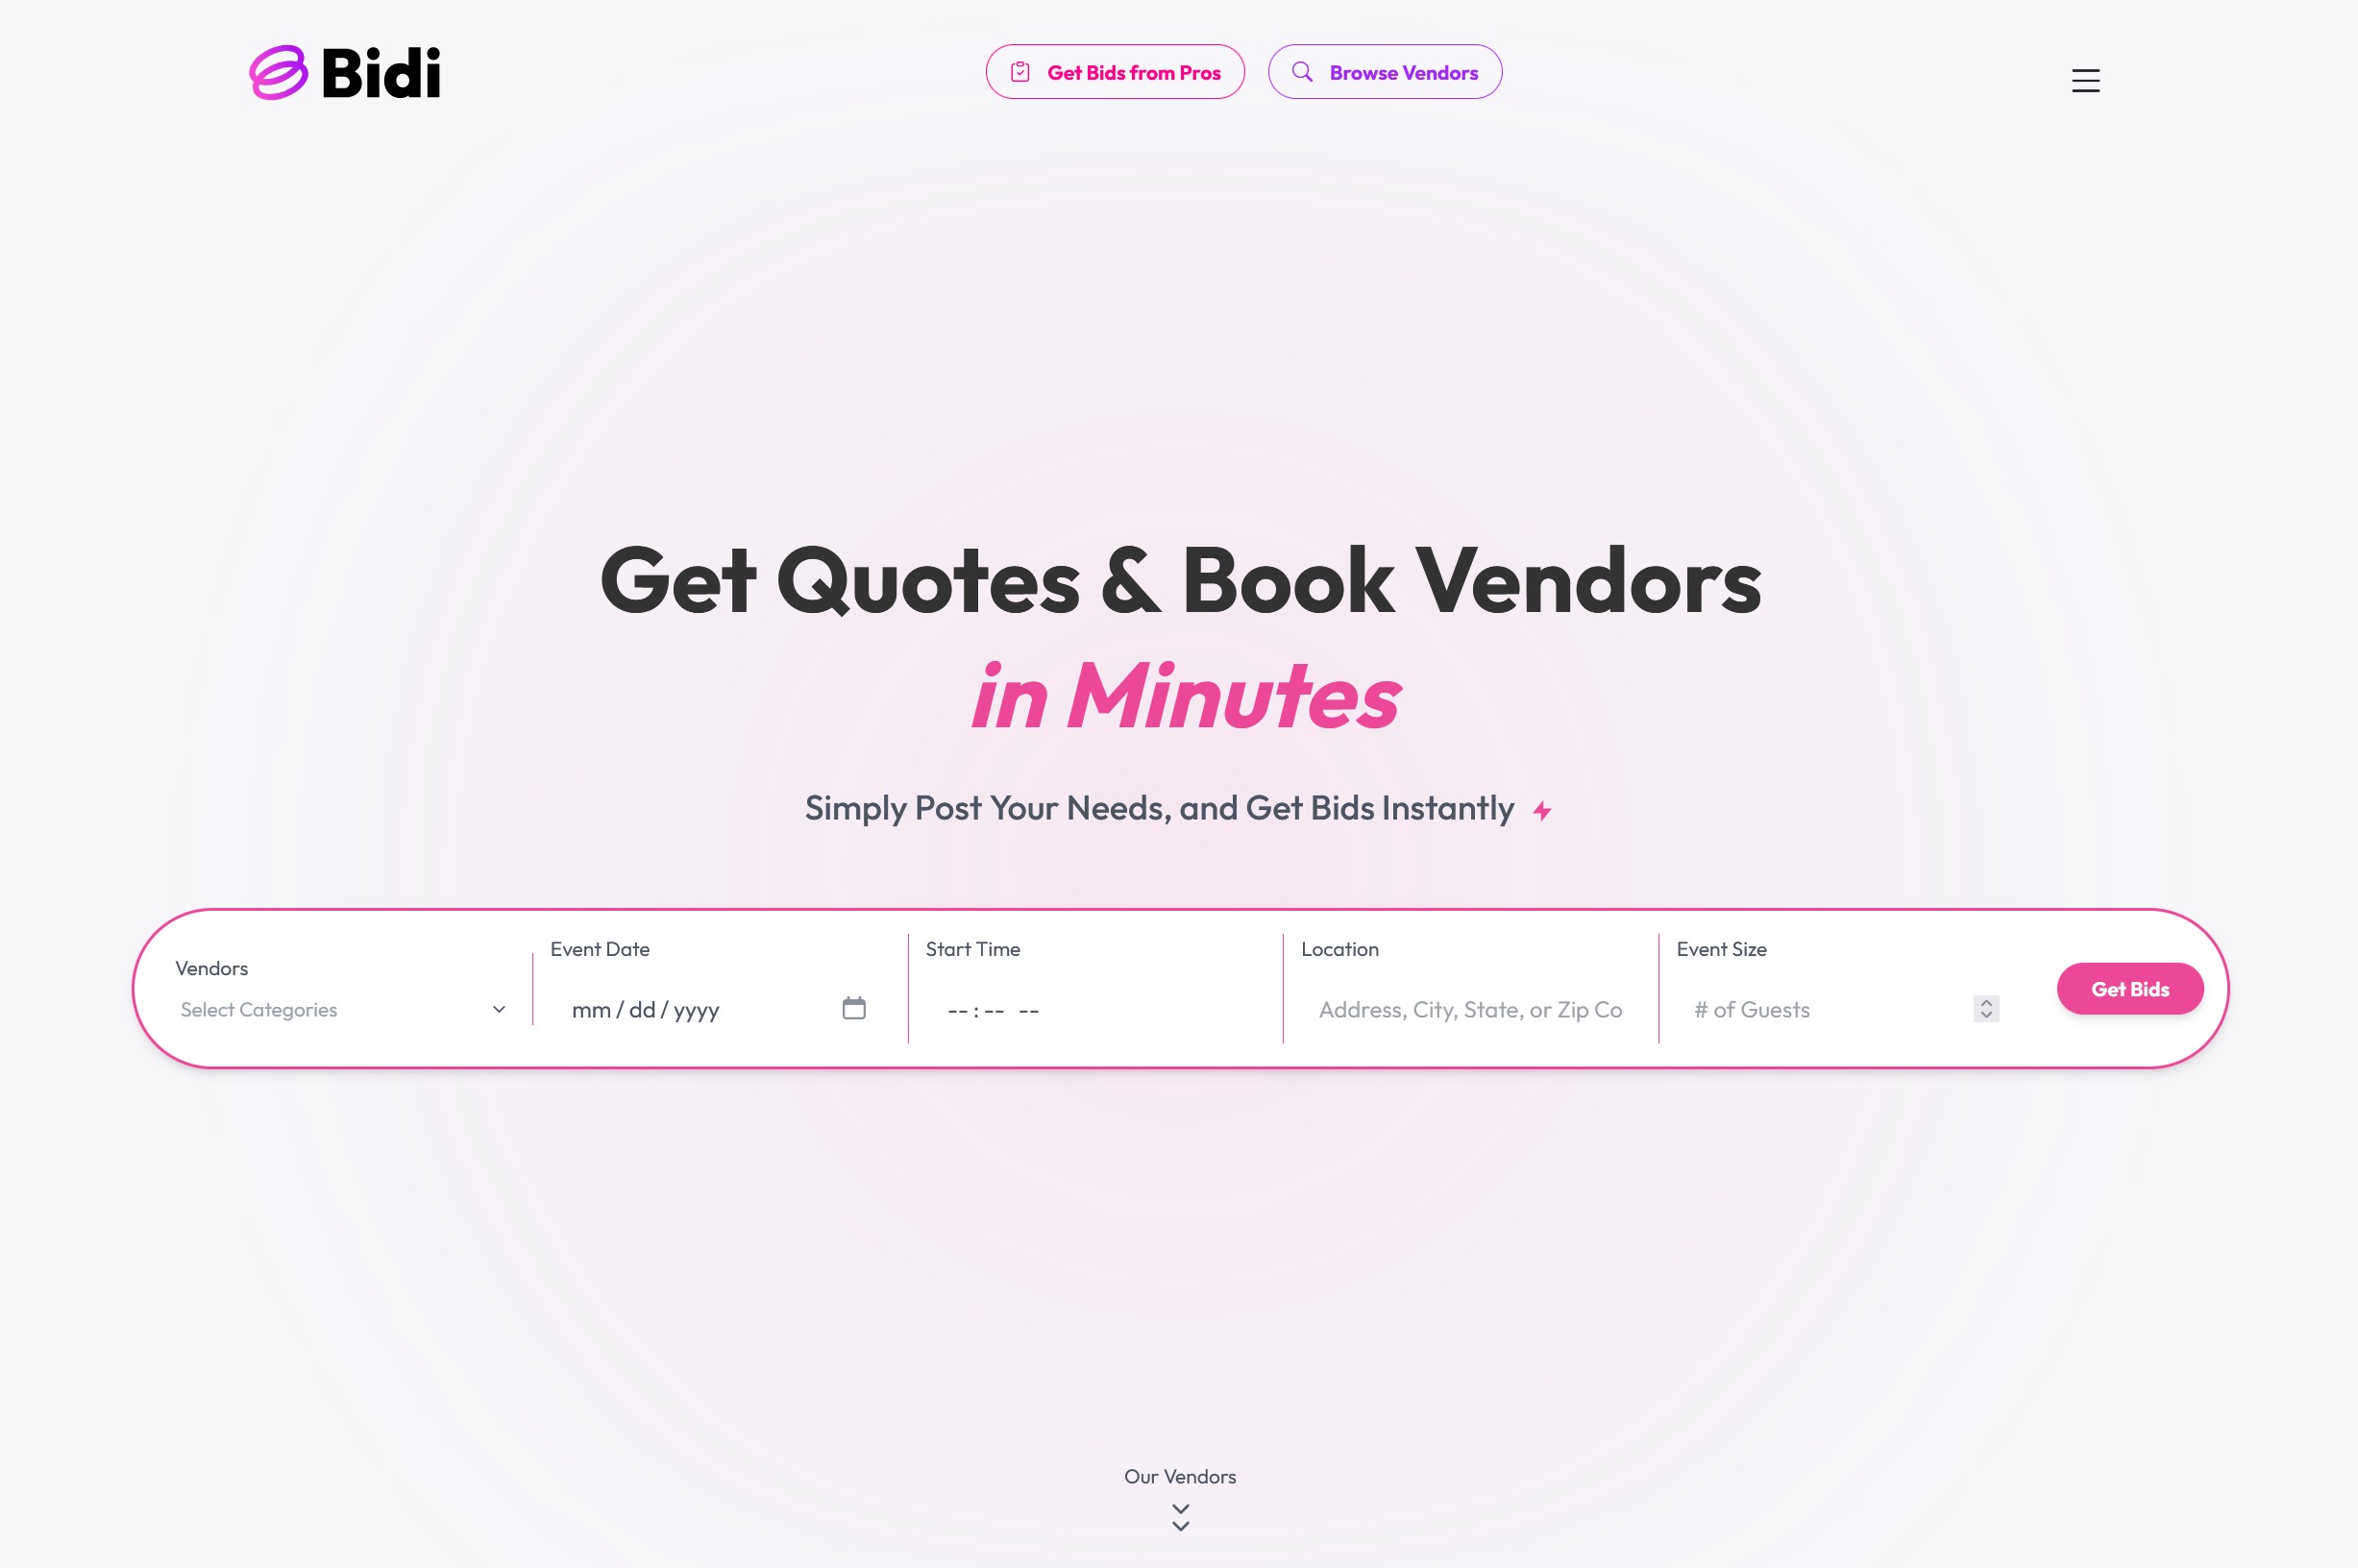 Bidi
Get Bids from Pros
Browse Vendors
Get Quotes & Book Vendors
in Minutes
Simply Post Your Needs, and Get Bids Instantly
Vendors
Select Categories
Event Date
mm / dd / yyyy
Start Time
-- : -- --
Location
Address, City, State, or Zip Co
Event Size
# of Guests
Get Bids
Our Vendors